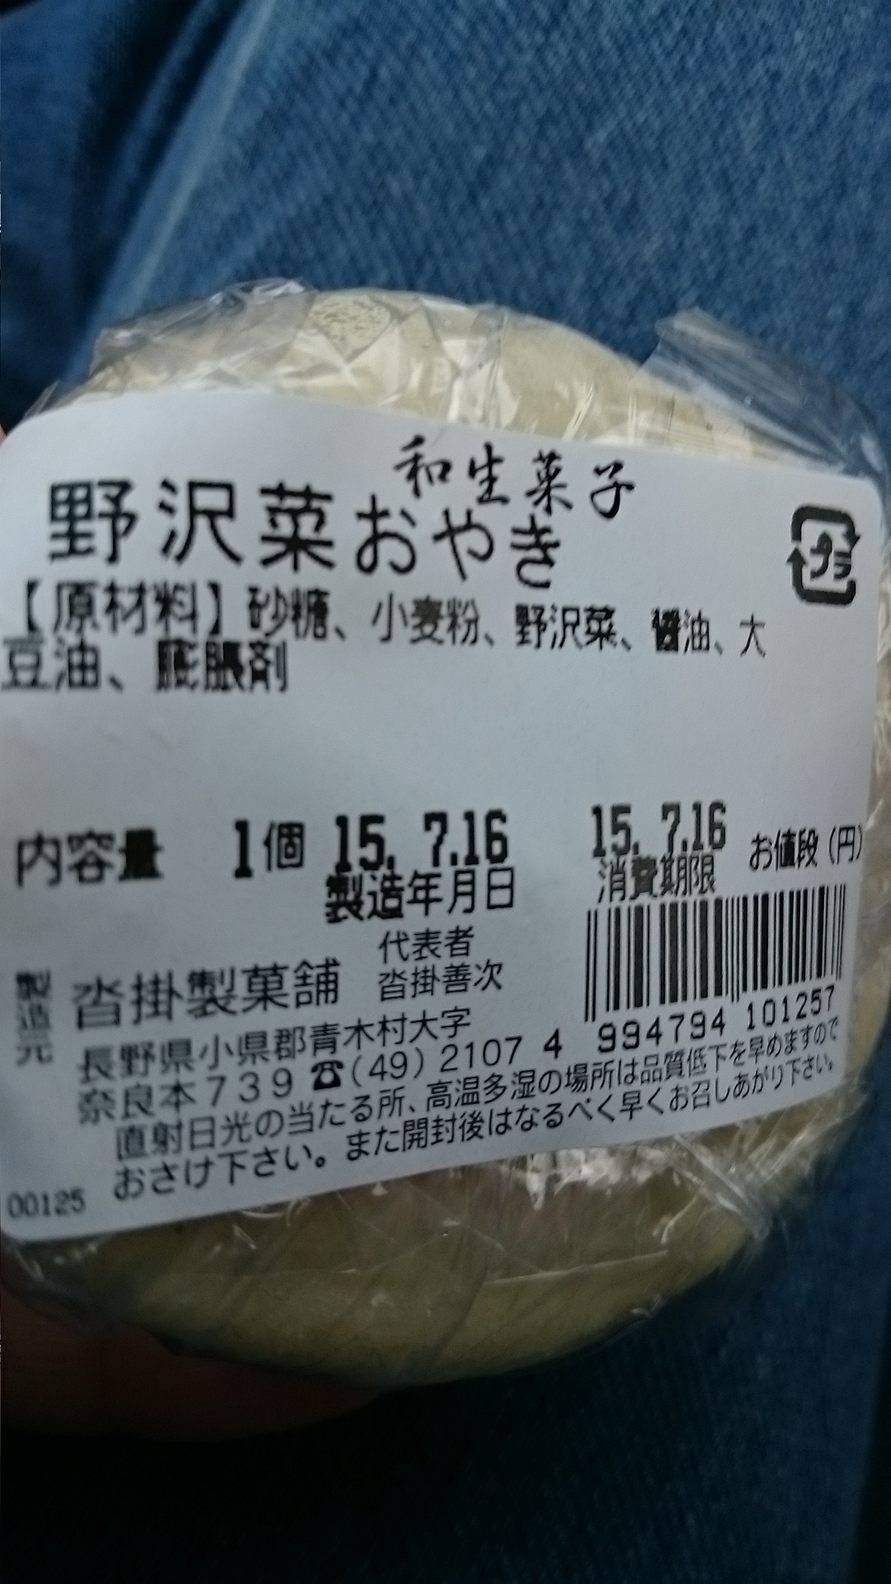 和生菓子
野沢菜おやき
プラ
【原材料】砂糖、小麦粉、野沢菜、醤油、大
豆油、膨脹剤
内容量 1個 15. 7.16 15. 7.16 お値段(円)
製造年月日 消費期限
製造元 沓掛製菓舗 代表者
沓掛善次
長野県小県郡青木村大字
奈良本739☎(49)2107
4 994794 101257
直射日光の当たる所、高温多湿の場所は品質低下を早めますので
おさけ下さい。また開封後はなるべく早くお召しあがり下さい。
00125